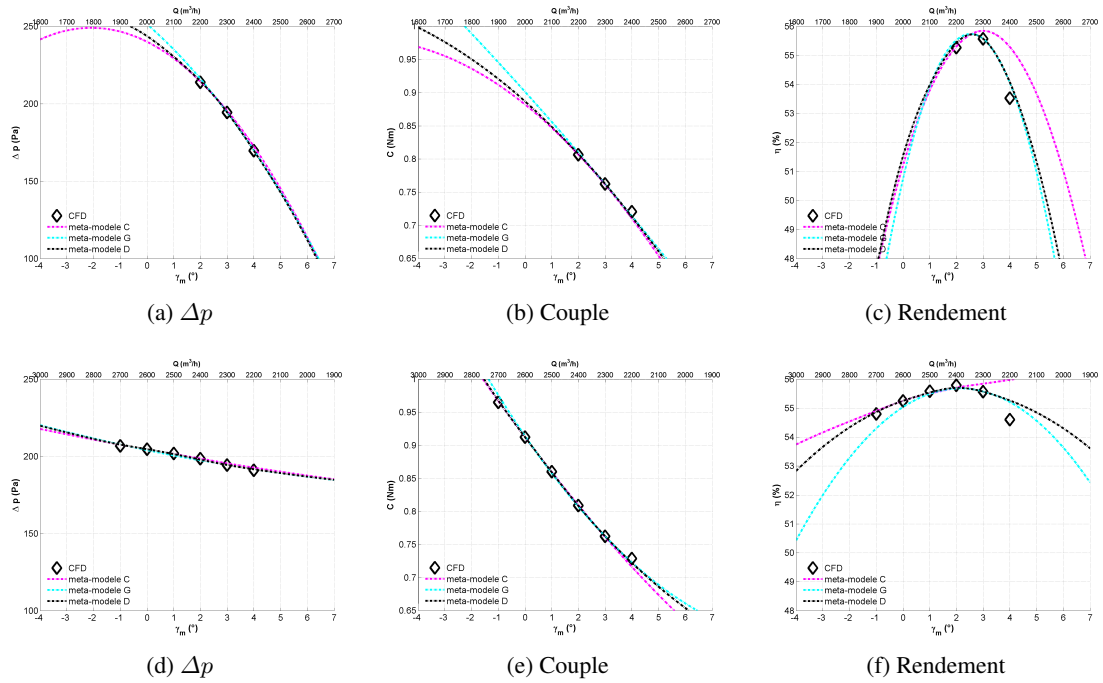 Q (m³/h)
1600 1700 1800 1900 2000 2100 2200 2300 2400 2500 2600 2700
250
200
150
100
Δ p (Pa)
CFD
meta-modele C
meta-modele G
meta-modele D
-4 -3 -2 -1 0 1 2 3 4 5 6 7
γm (°)
(a) Δp
Q (m³/h)
1600 1700 1800 1900 2000 2100 2200 2300 2400 2500 2600 2700
0.95
0.9
0.85
0.8
0.75
0.7
0.65
C (Nm)
CFD
meta-modele C
meta-modele G
meta-modele D
-4 -3 -2 -1 0 1 2 3 4 5 6 7
γm (°)
(b) Couple
Q (m³/h)
1600 1700 1800 1900 2000 2100 2200 2300 2400 2500 2600 2700
56
55
54
53
52
51
50
49
48
η (%)
CFD
meta-modele C
meta-modele G
meta-modele D
-4 -3 -2 -1 0 1 2 3 4 5 6 7
γm (°)
(c) Rendement
Q (m³/h)
3000 2900 2800 2700 2600 2500 2400 2300 2200 2100 2000 1900
250
200
150
100
Δ p (Pa)
CFD
meta-modele C
meta-modele G
meta-modele D
-4 -3 -2 -1 0 1 2 3 4 5 6 7
γm (°)
(d) Δp
Q (m³/h)
3000 2900 2800 2700 2600 2500 2400 2300 2200 2100 2000 1900
1
0.95
0.9
0.85
0.8
0.75
0.7
0.65
C (Nm)
CFD
meta-modele C
meta-modele G
meta-modele D
-4 -3 -2 -1 0 1 2 3 4 5 6 7
γm (°)
(e) Couple
Q (m³/h)
3000 2900 2800 2700 2600 2500 2400 2300 2200 2100 2000 1900
56
55
54
53
52
51
50
49
48
η (%)
CFD
meta-modele C
meta-modele G
meta-modele D
-4 -3 -2 -1 0 1 2 3 4 5 6 7
γm (°)
(f) Rendement